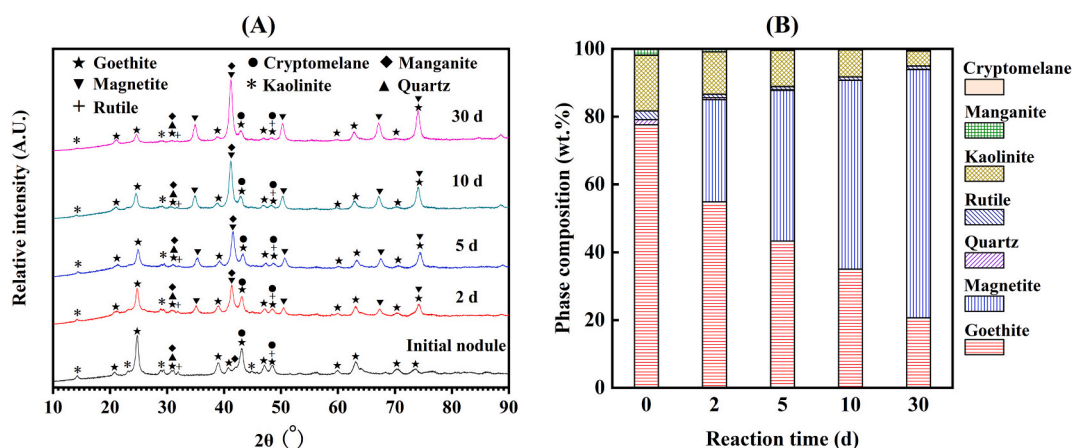 (A)
★ Goethite ● Cryptomelane ◆ Manganite
▼ Magnetite * Kaolinite ▲ Quartz
+ Rutile
30 d
10 d
5 d
2 d
Initial nodule
Relative intensity (A.U.)
10 20 30 40 50 60 70 80 90
2θ (°)
(B)
Phase composition (wt.%)
100
80
60
40
20
0
0 2 5 10 30
Reaction time (d)
Cryptomelane
Manganite
Kaolinite
Rutile
Quartz
Magnetite
Goethite